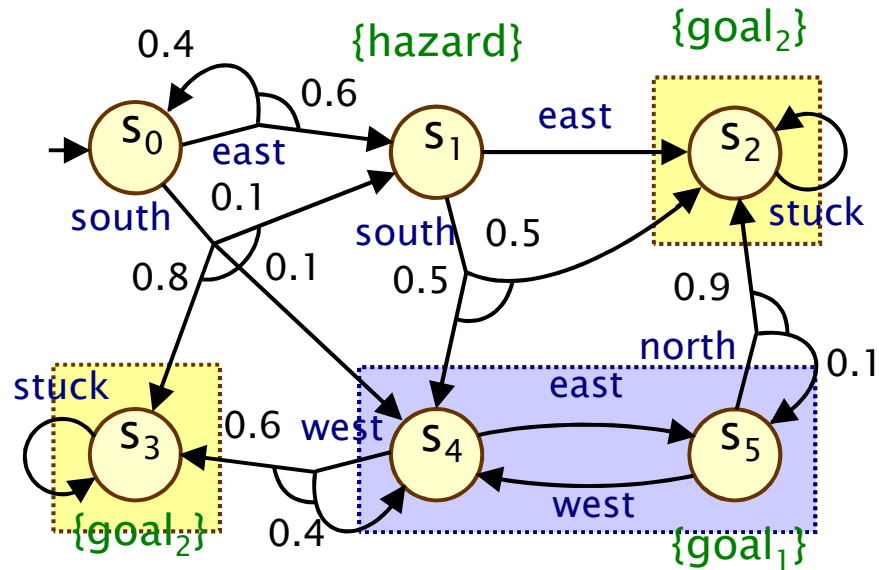 {goal₂}
{hazard}
0.4
0.6
east
s₀
s₁
s₂
east
0.1
south
south
0.5
stuck
0.8
0.1
0.5
0.9
north
0.1
east
stuck
0.6
west
s₃
s₄
s₅
west
0.4
{goal₂}
{goal₁}